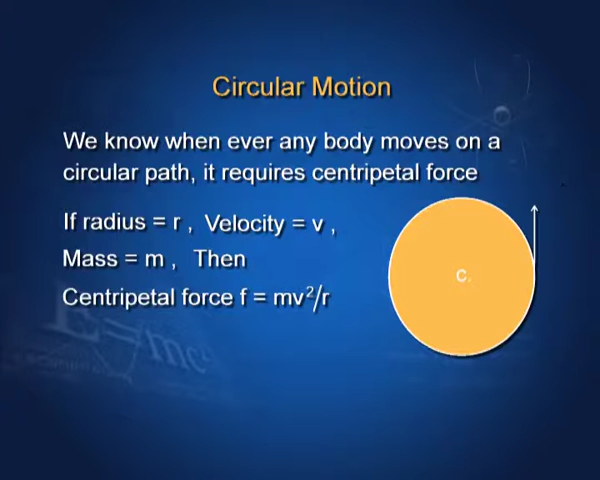 Circular Motion
We know when ever any body moves on a
circular path, it requires centripetal force
If radius = r , Velocity = v ,
Mass = m , Then
Centripetal force f = mv²/r
c.
E=mc²